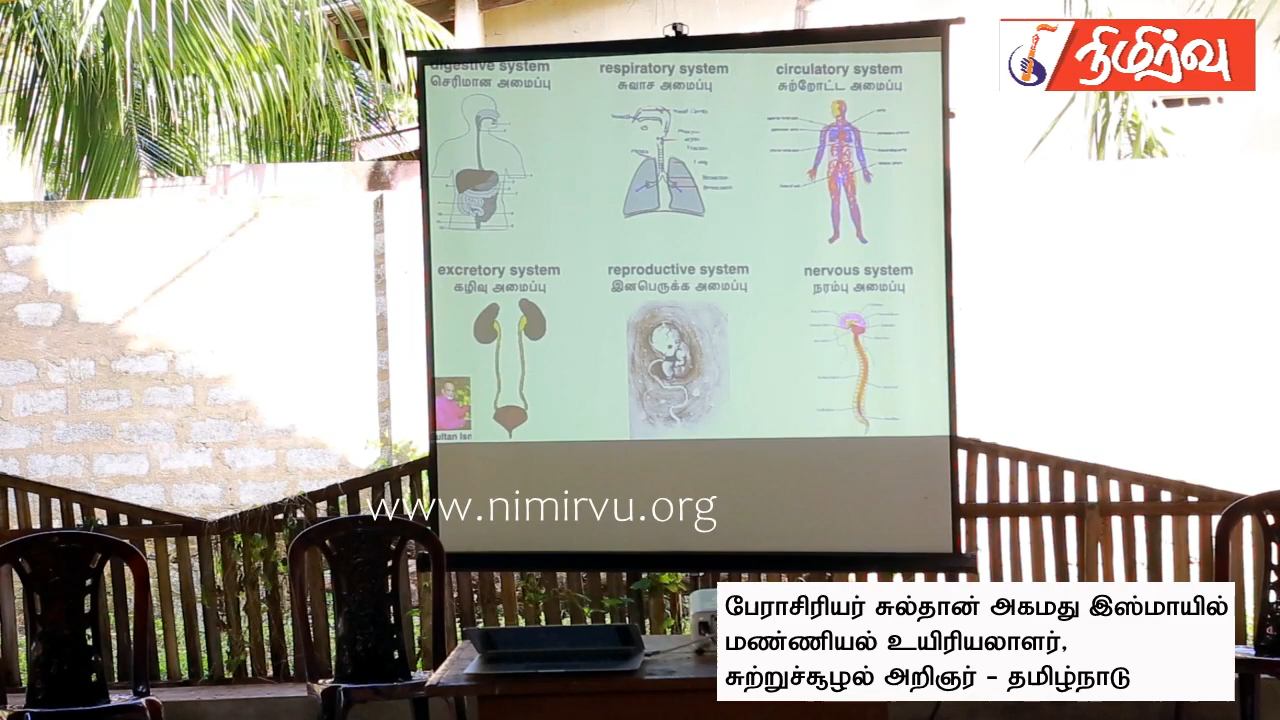 நிமிர்வு
digestive system
செரிமான அமைப்பு
respiratory system
சுவாச அமைப்பு
circulatory system
சுற்றோட்ட அமைப்பு
excretory system
கழிவு அமைப்பு
reproductive system
இனபெருக்க அமைப்பு
nervous system
நரம்பு அமைப்பு
www.nimirvu.org
பேராசிரியர் சுல்தான் அகமது இஸ்மாயில்
மண்ணியல் உயிரியலாளர்,
சுற்றுச்சூழல் அறிஞர் - தமிழ்நாடு